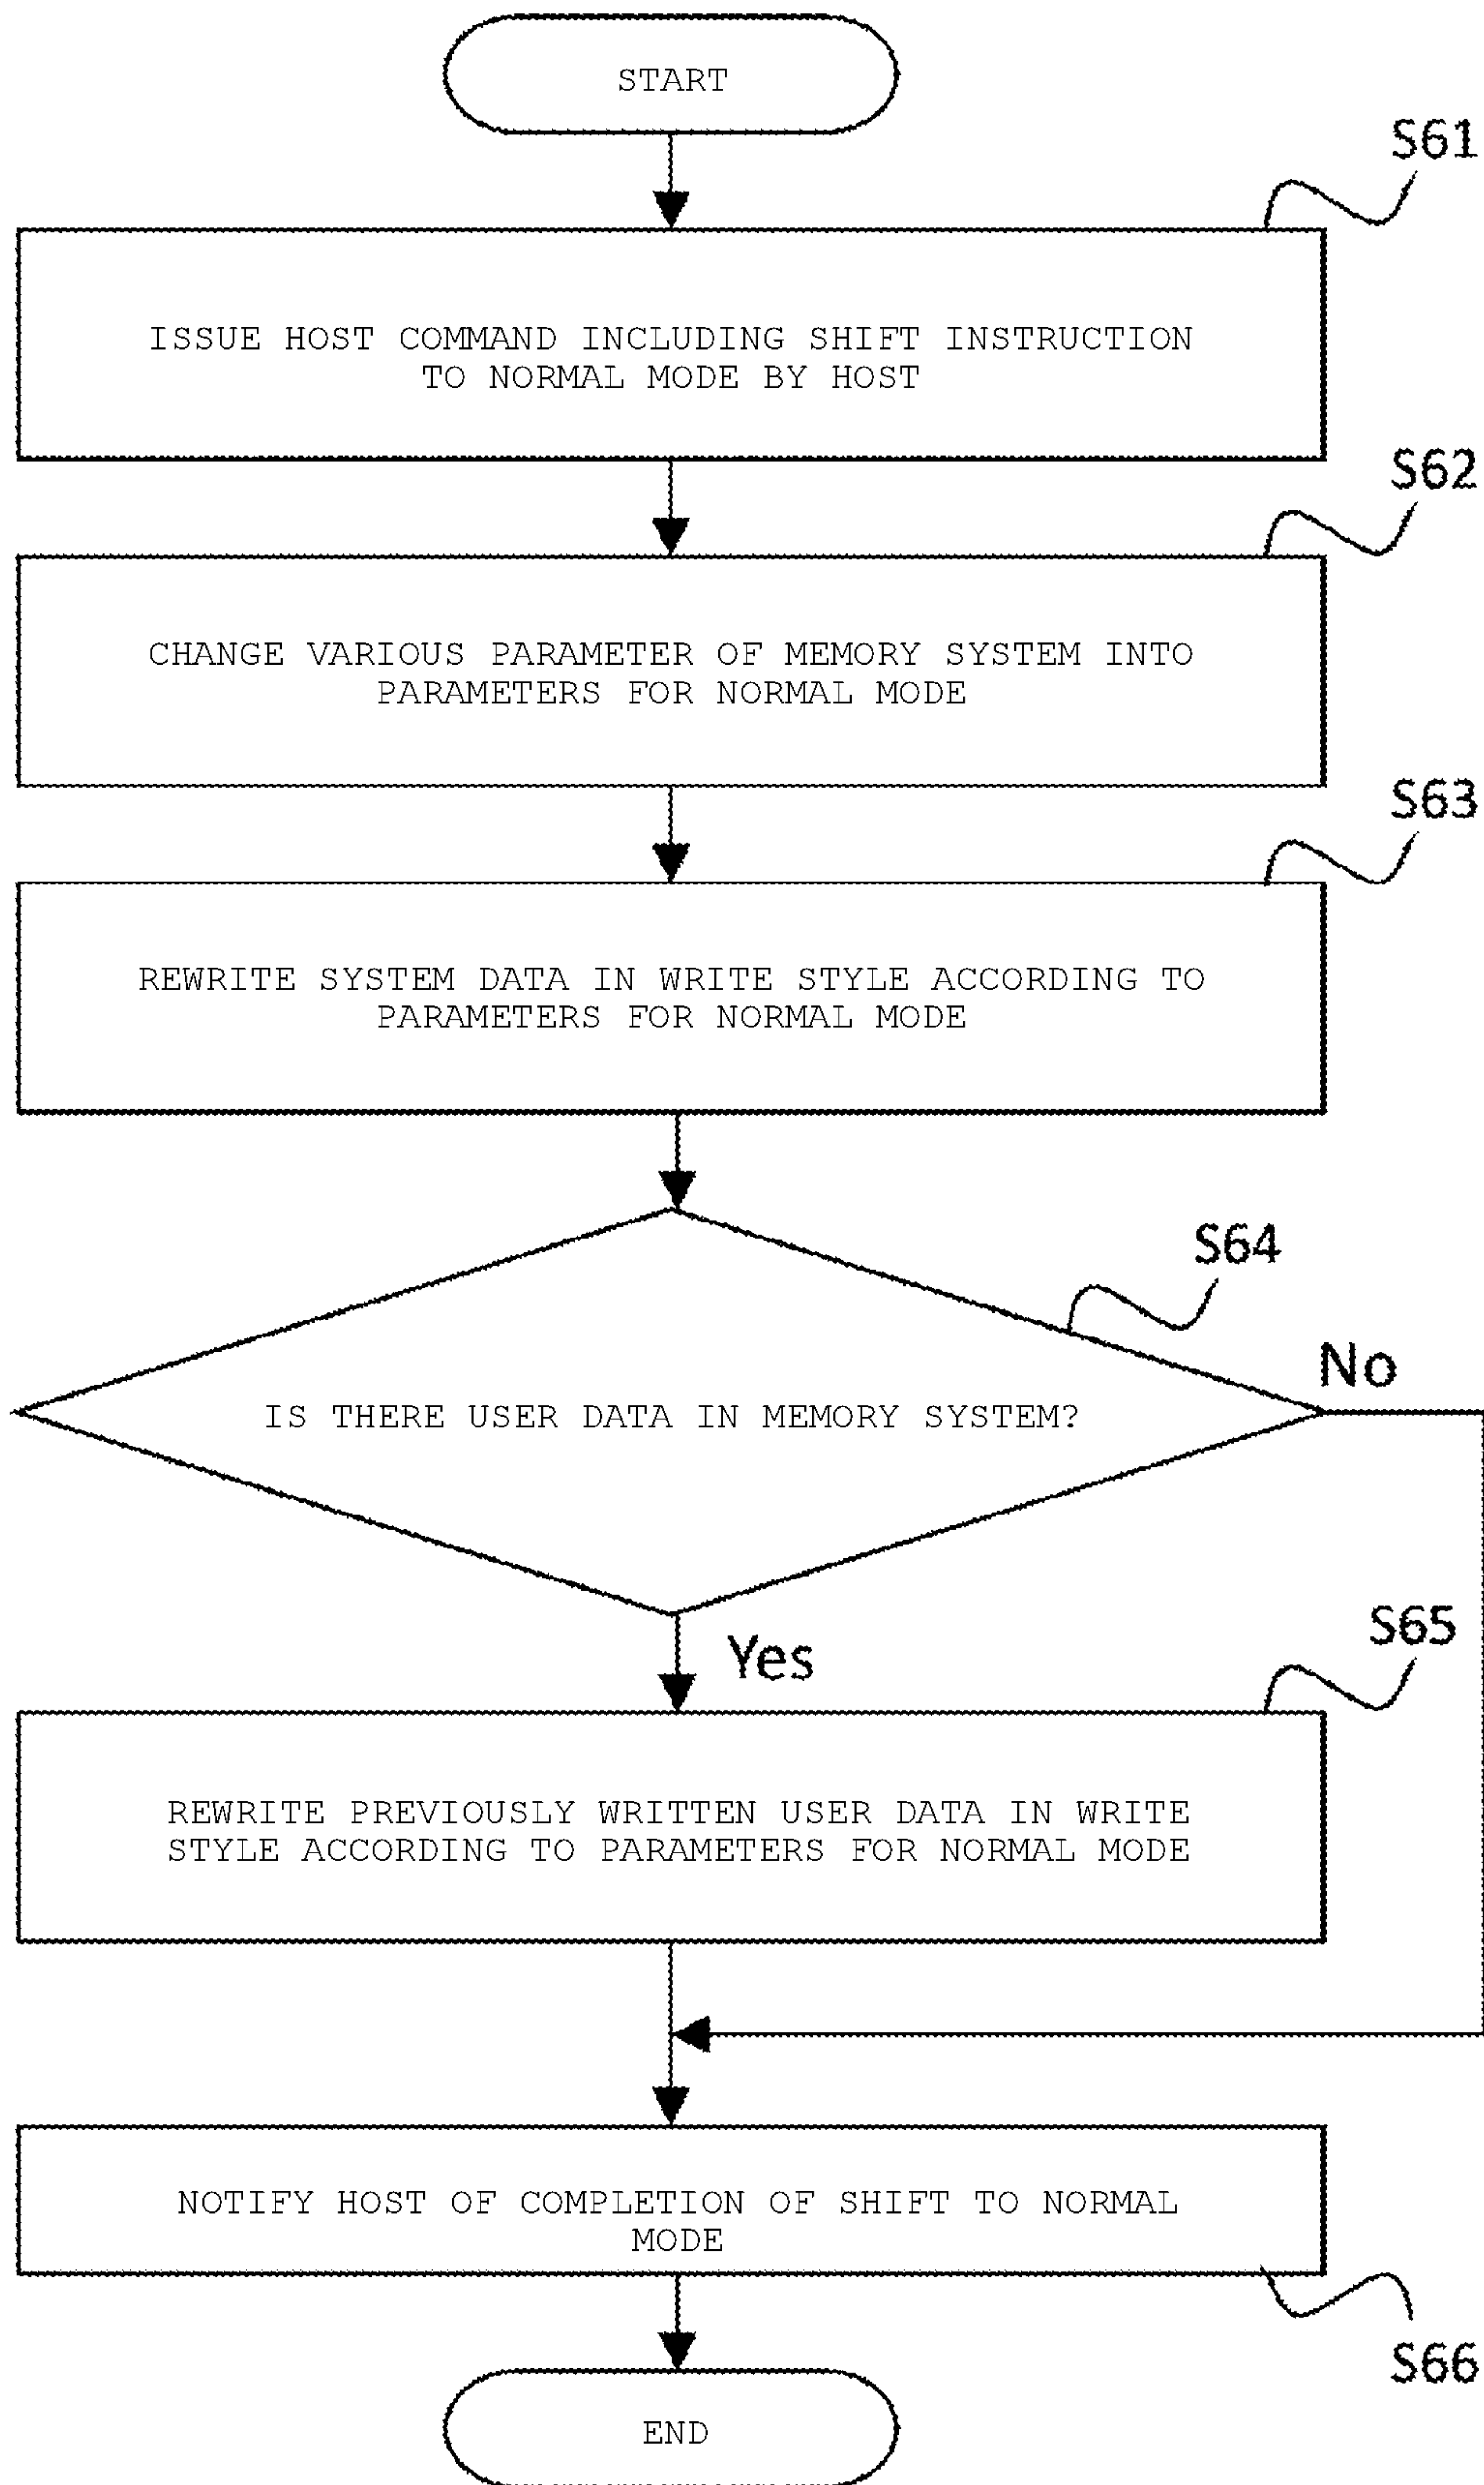 START
S61
ISSUE HOST COMMAND INCLUDING SHIFT INSTRUCTION
TO NORMAL MODE BY HOST
S62
CHANGE VARIOUS PARAMETER OF MEMORY SYSTEM INTO
PARAMETERS FOR NORMAL MODE
S63
REWRITE SYSTEM DATA IN WRITE STYLE ACCORDING TO
PARAMETERS FOR NORMAL MODE
S64
No
IS THERE USER DATA IN MEMORY SYSTEM?
Yes
S65
REWRITE PREVIOUSLY WRITTEN USER DATA IN WRITE
STYLE ACCORDING TO PARAMETERS FOR NORMAL MODE
NOTIFY HOST OF COMPLETION OF SHIFT TO NORMAL
MODE
S66
END